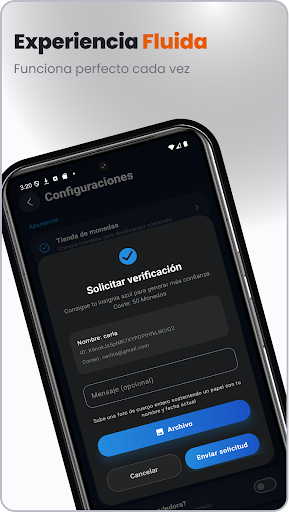 Experiencia Fluida
Funciona perfecto cada vez
3:20
Configuraciones
Apariencia
Tienda de monedas
Solicitar verificación
Consigue tu insignia azul para generar más confianza.
Coste: 50 Monedas
Nombre: carla
Mensaje (opcional)
Sube una foto de cuerpo entero sosteniendo un papel con tu
nombre y fecha actual
Archivo
Cancelar
Enviar solicitud